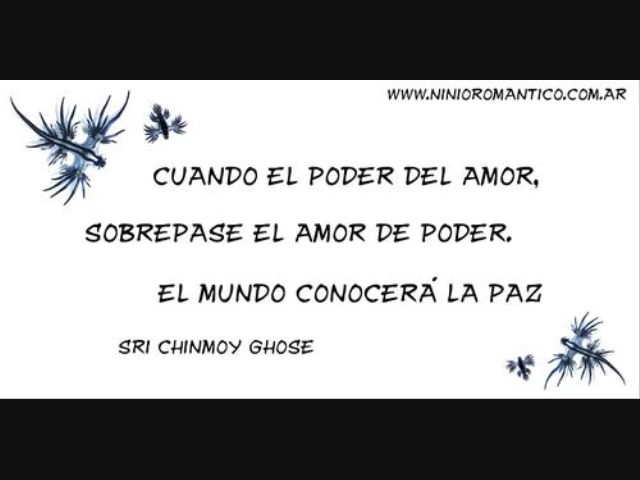 WWW.NINIOROMANTICO.COM.AR
CUANDO EL PODER DEL AMOR,
SOBREPASE EL AMOR DE PODER.
EL MUNDO CONOCERÁ LA PAZ
SRI CHINMOY GHOSE